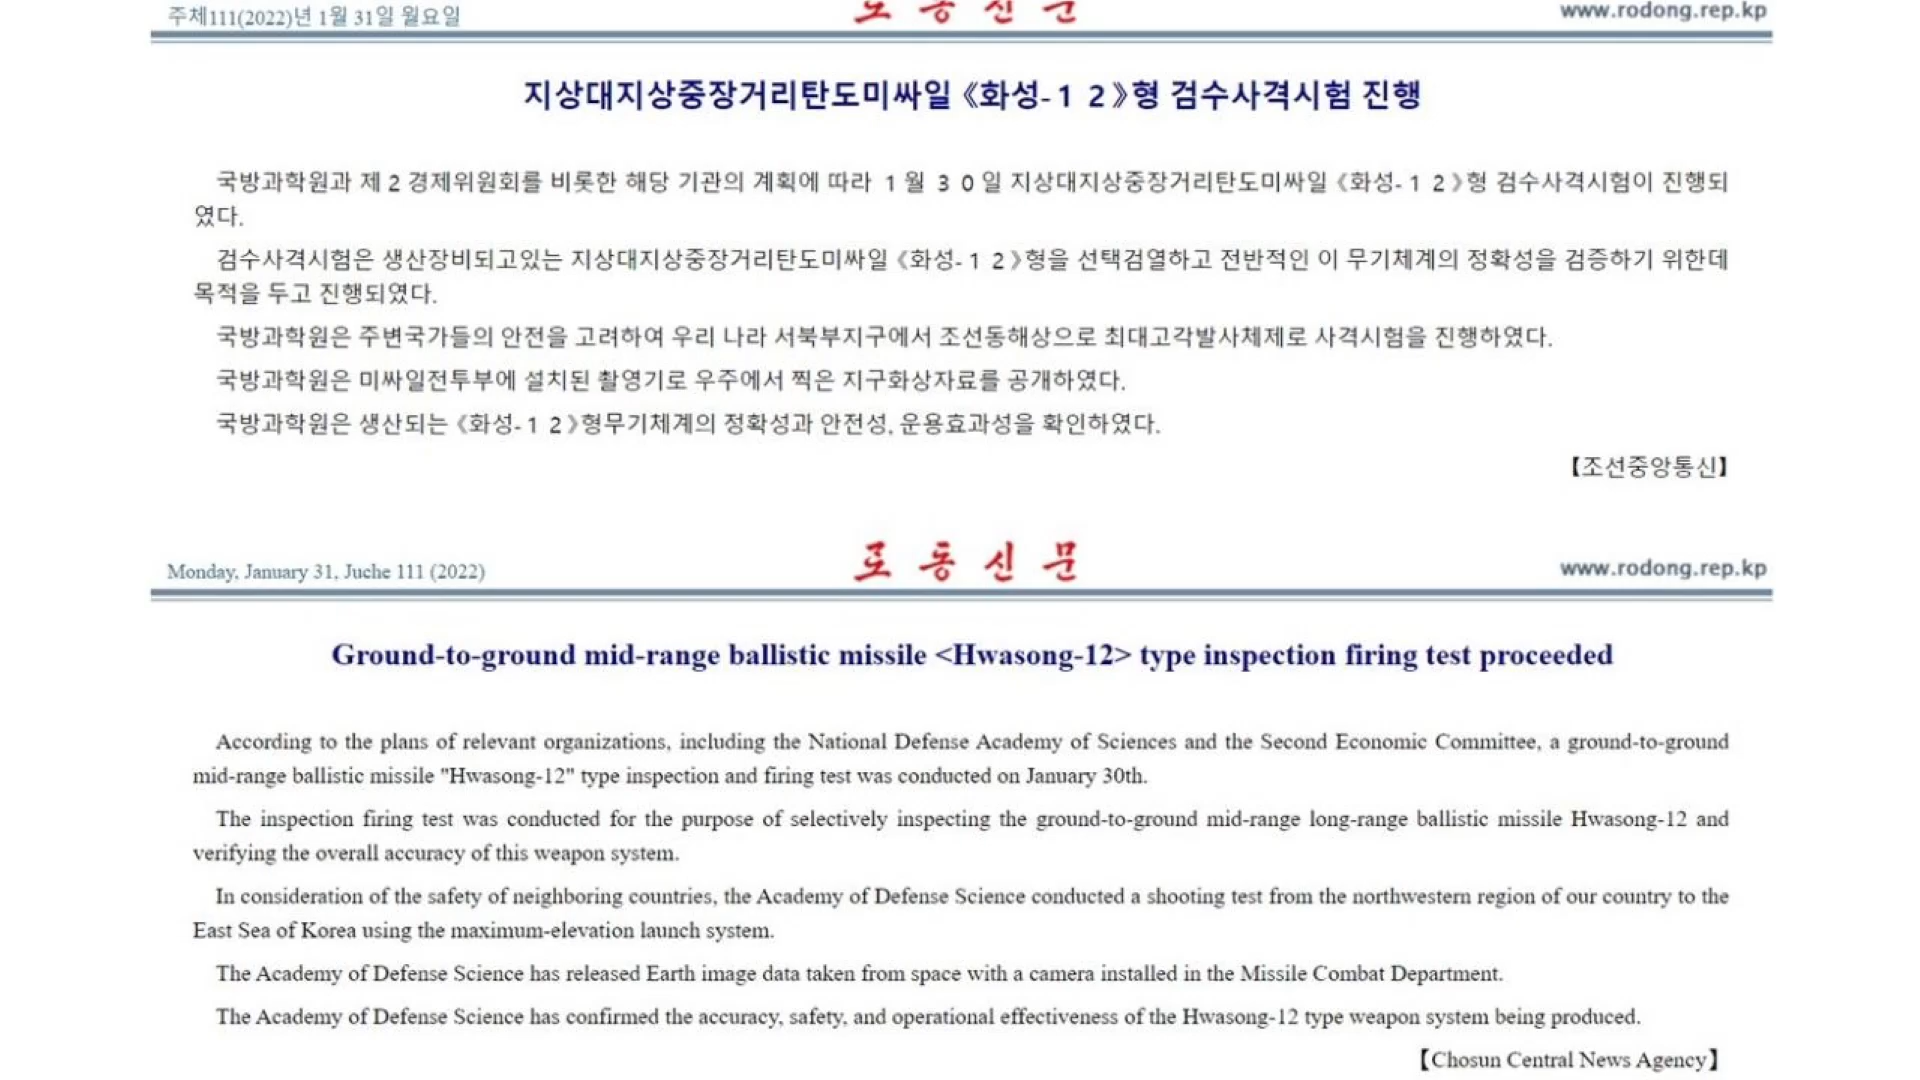 주체111(2022)년 1월 31일 월요일
로동신문
www.rodong.rep.kp
지상대지상중장거리탄도미싸일《화성-１２》형 검수사격시험 진행
국방과학원과 제２경제위원회를 비롯한 해당 기관의 계획에 따라 １월 ３０일 지상대지상중장거리탄도미싸일《화성-１２》형 검수사격시험이 진행되
였다.
검수사격시험은 생산장비되고있는 지상대지상중장거리탄도미싸일《화성-１２》형을 선택검열하고 전반적인 이 무기체계의 정확성을 검증하기 위한데
목적을 두고 진행되였다.
국방과학원은 주변국가들의 안전을 고려하여 우리 나라 서북부지구에서 조선동해상으로 최대고각발사체제로 사격시험을 진행하였다.
국방과학원은 미싸일전투부에 설치된 촬영기로 우주에서 찍은 지구화상자료를 공개하였다.
국방과학원은 생산되는《화성-１２》형무기체계의 정확성과 안전성, 운용효과성을 확인하였다.
【조선중앙통신】
Monday, January 31, Juche 111 (2022)
로동신문
www.rodong.rep.kp
Ground-to-ground mid-range ballistic missile <Hwasong-12> type inspection firing test proceeded
According to the plans of relevant organizations, including the National Defense Academy of Sciences and the Second Economic Committee, a ground-to-ground
mid-range ballistic missile "Hwasong-12" type inspection and firing test was conducted on January 30th.
The inspection firing test was conducted for the purpose of selectively inspecting the ground-to-ground mid-range long-range ballistic missile Hwasong-12 and
verifying the overall accuracy of this weapon system.
In consideration of the safety of neighboring countries, the Academy of Defense Science conducted a shooting test from the northwestern region of our country to the
East Sea of Korea using the maximum-elevation launch system.
The Academy of Defense Science has released Earth image data taken from space with a camera installed in the Missile Combat Department.
The Academy of Defense Science has confirmed the accuracy, safety, and operational effectiveness of the Hwasong-12 type weapon system being produced.
【Chosun Central News Agency】